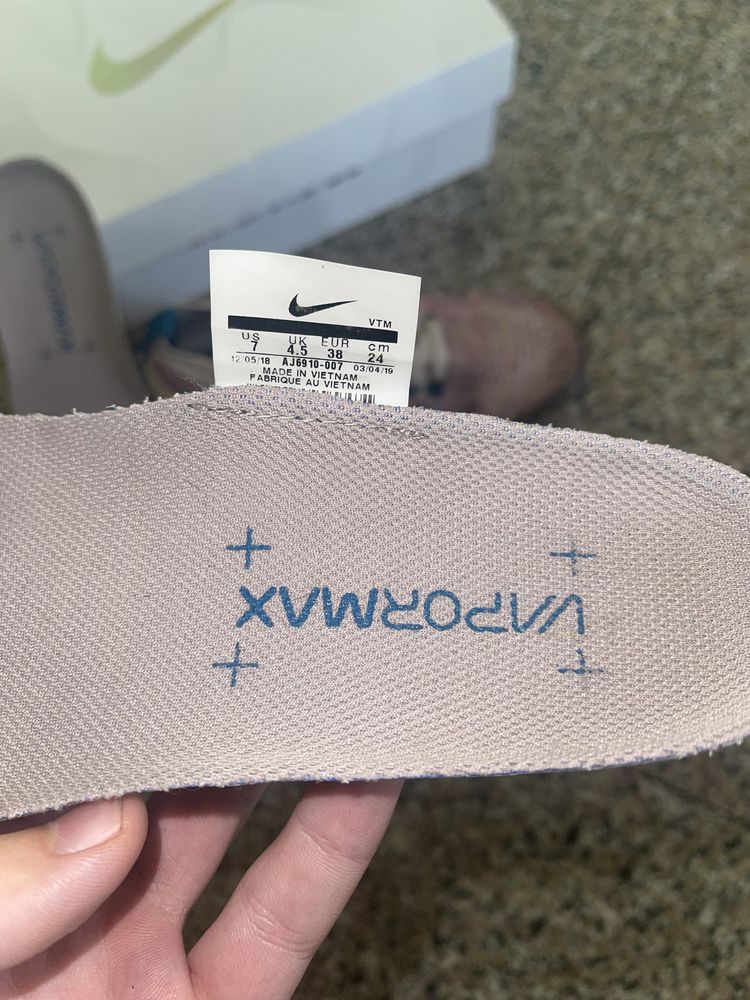 VTM
US UK EUR cm
7 4.5 38 24
12/05/18 AJ6910-007 03/04/19
MADE IN VIETNAM
FABRIQUE AU VIETNAM
VAPORMAX
VAPORMAX